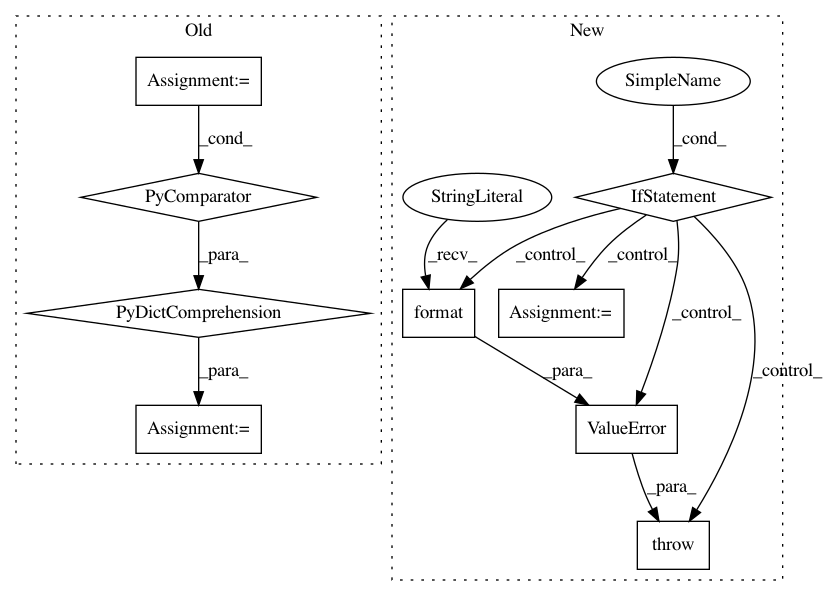 Old
New
Assignment:=
SimpleName
_cond_
_cond_
PyComparator
StringLiteral
IfStatement
_para_
_recv_
_control_
_control_
PyDictComprehension
format
Assignment:=
_control_
_para_
_para_
_control_
Assignment:=
ValueError
_para_
throw